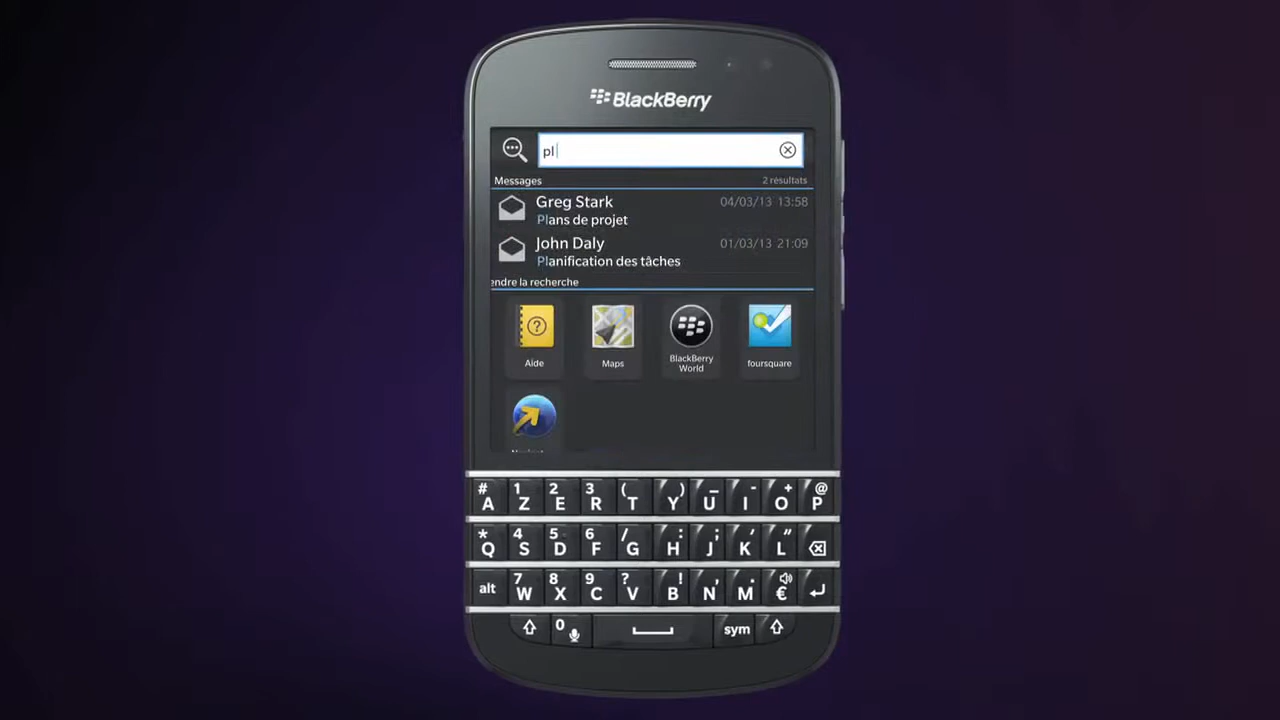 BlackBerry
pl
Messages 2 résultats
Greg Stark 04/03/13 13:58
Plans de projet
John Daly 01/03/13 21:09
Planification des tâches
endre la recherche
Aide Maps BlackBerry World foursquare
# A 1 Z 2 E 3 R ( T ) Y _ U - I + O @ P
* Q 4 S 5 D 6 F / G : H ; J ' K " L
alt 7 W 8 X 9 C ? V ! B , N . M €
0 sym